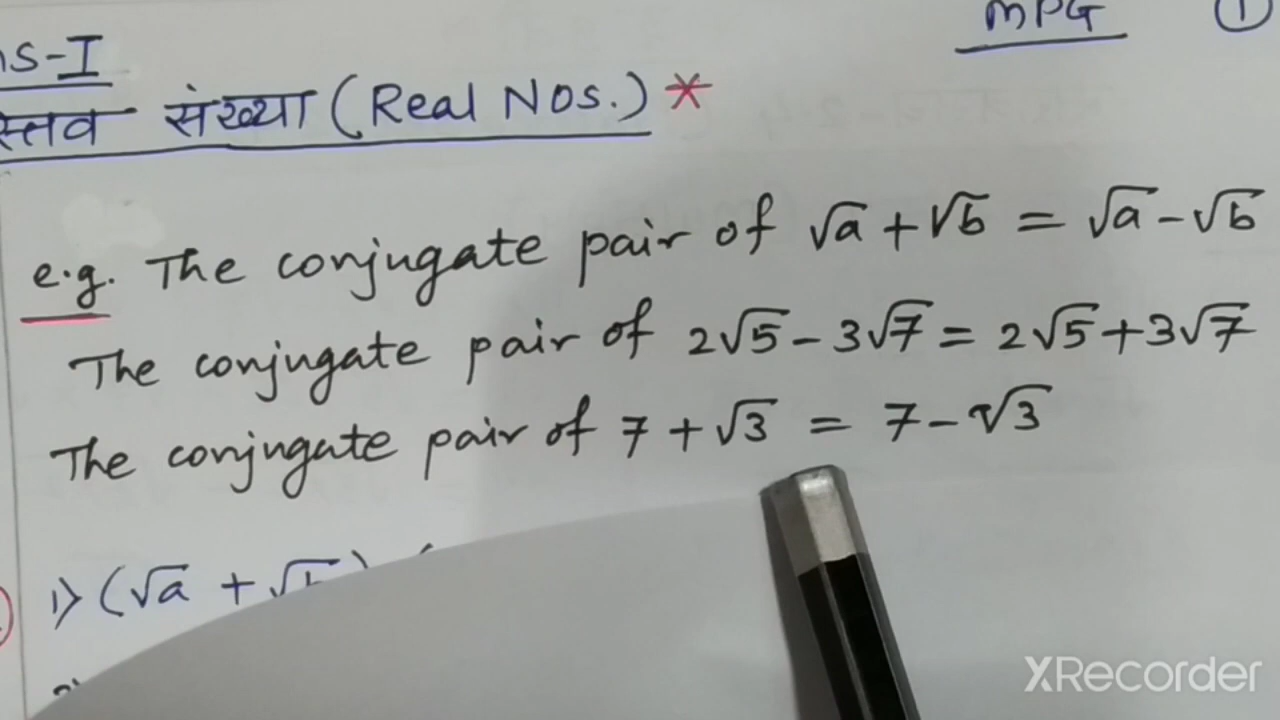 MPG ①
s-I
स्तव संख्या (Real Nos.) *
e.g. The conjugate pair of √a + √b = √a - √b
The conjugate pair of 2√5 - 3√7 = 2√5 + 3√7
The conjugate pair of 7 + √3 = 7 - √3
1) (√a + √b)
XRecorder